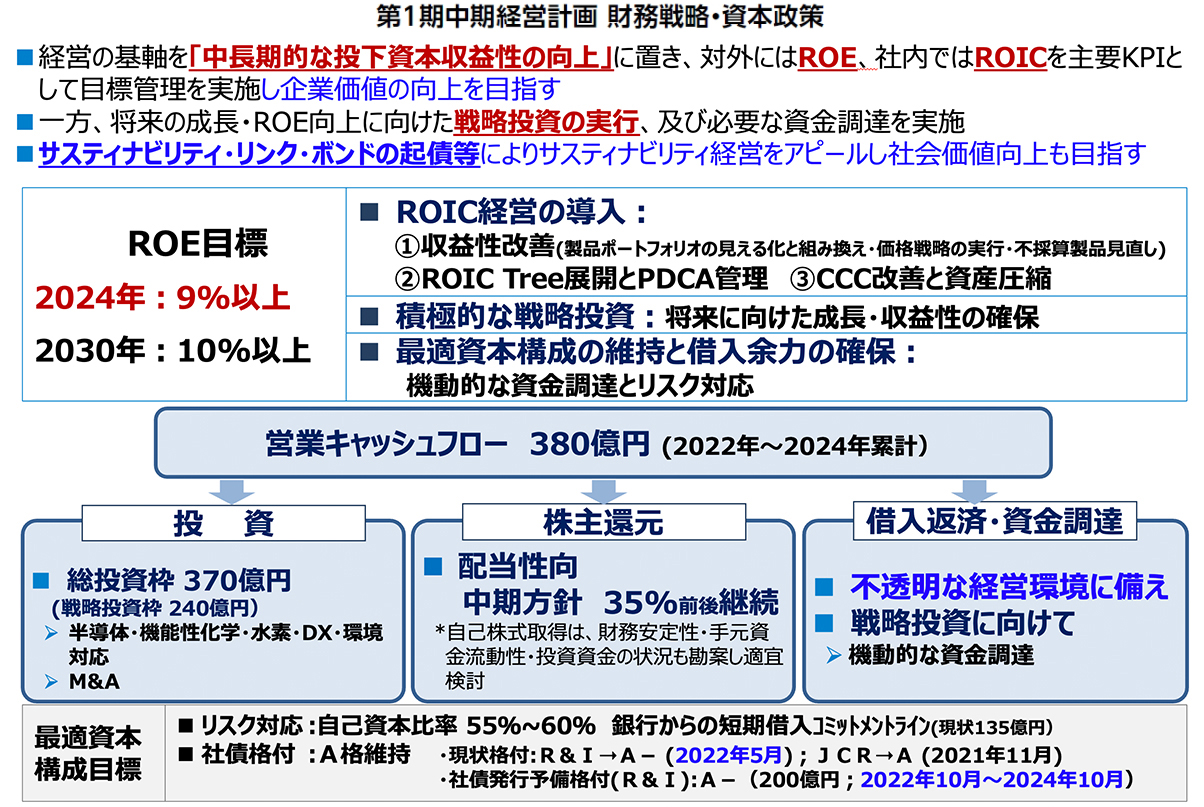 第1期中期経営計画 財務戦略・資本政策
■経営の基軸を「中長期的な投下資本収益性の向上」に置き、対外にはROE、社内ではROICを主要KPIと
して目標管理を実施し企業価値の向上を目指す
■一方、将来の成長・ROE向上に向けた戦略投資の実行、及び必要な資金調達を実施
■サスティナビリティ・リンク・ボンドの起債等によりサスティナビリティ経営をアピールし社会価値向上も目指す
ROE目標
2024年：9%以上
2030年：10%以上
■ ROIC経営の導入：
①収益性改善(製品ポートフォリオの見える化と組み換え・価格戦略の実行・不採算製品見直し)
②ROIC Tree展開とPDCA管理 ③CCC改善と資産圧縮
■ 積極的な戦略投資：将来に向けた成長・収益性の確保
■ 最適資本構成の維持と借入余力の確保：
機動的な資金調達とリスク対応
営業キャッシュフロー 380億円 (2022年～2024年累計)
投 資
■ 総投資枠 370億円
(戦略投資枠 240億円)
➢ 半導体・機能性化学・水素・DX・環境
対応
➢ M&A
株主還元
■ 配当性向
中期方針 35%前後継続
*自己株式取得は、財務安定性・手元資
金流動性・投資資金の状況も勘案し適宜
検討
借入返済・資金調達
■ 不透明な経営環境に備え
■ 戦略投資に向けて
➢ 機動的な資金調達
最適資本
構成目標
■ リスク対応：自己資本比率 55%~60% 銀行からの短期借入ｺﾐｯﾄﾒﾝﾄﾗｲﾝ(現状135億円)
■ 社債格付 ：A格維持 ・現状格付：R＆I→A－ (2022年5月)；JCR→A (2021年11月)
・社債発行予備格付(R＆I)：A－（200億円；2022年10月～2024年10月）